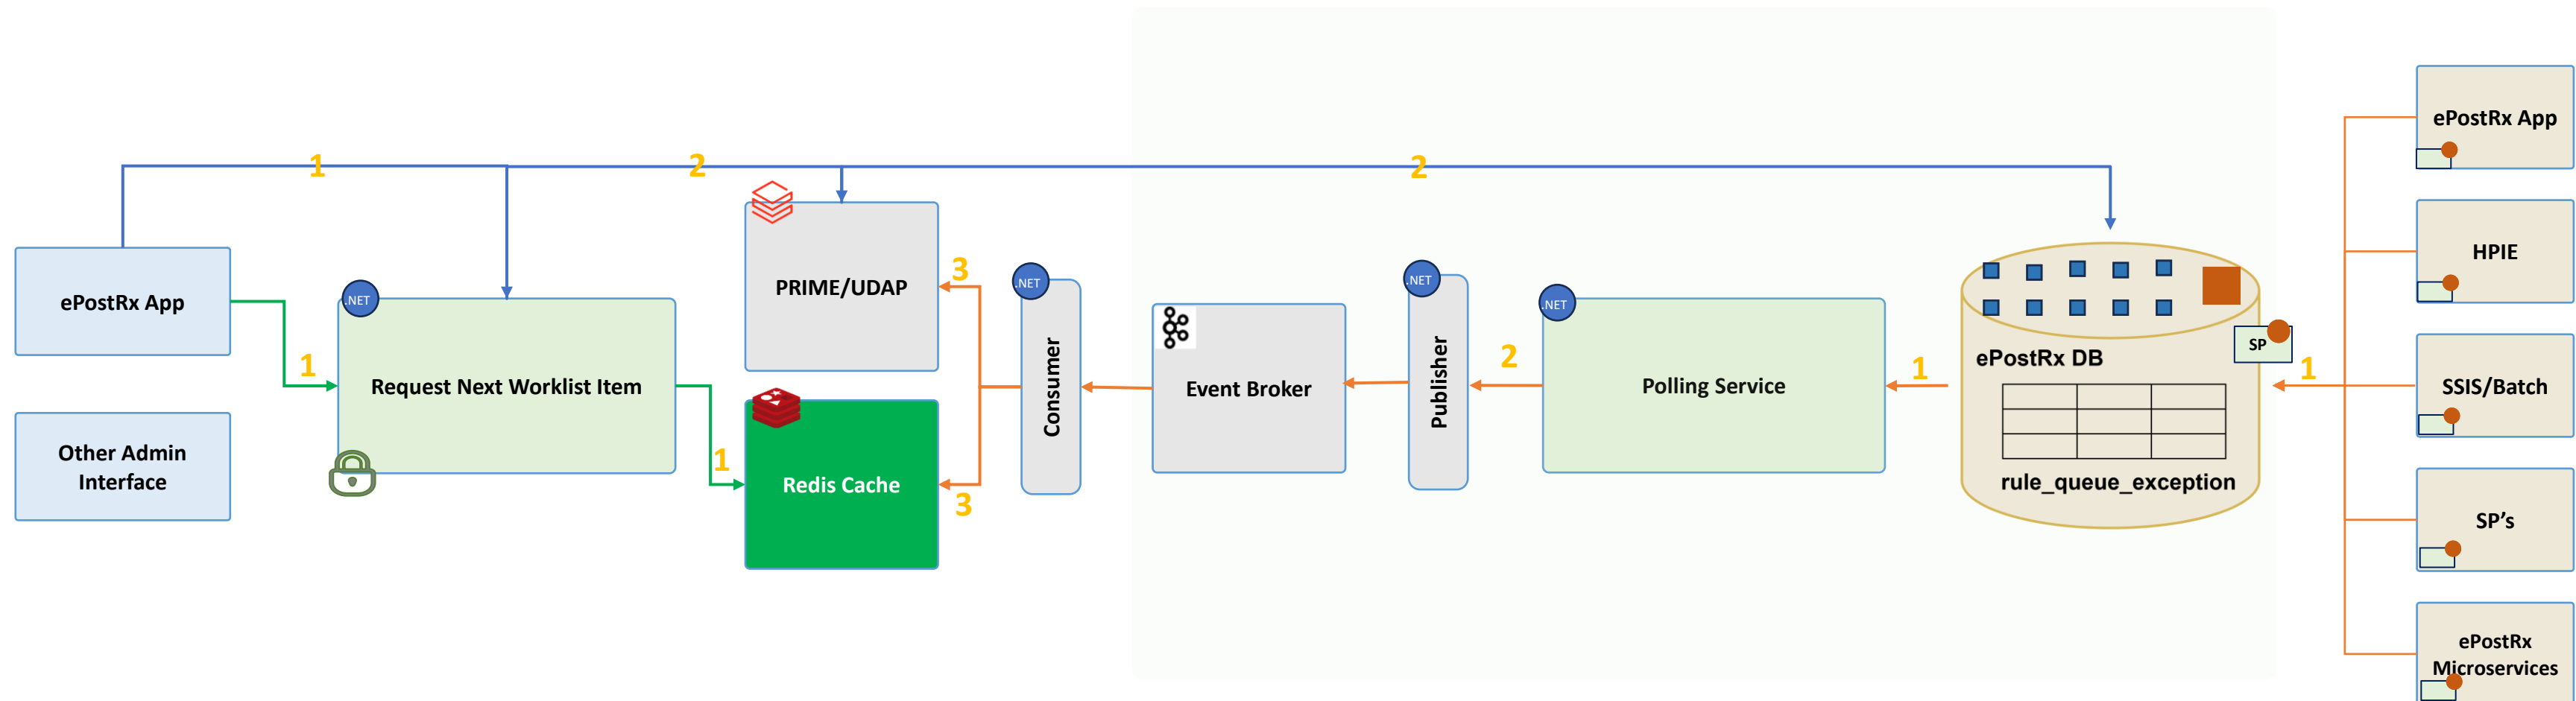 1
2
2
ePostRx App
1
Other Admin
Interface
.NET
Request Next Worklist Item
1
PRIME/UDAP
Redis Cache
3
3
.NET
Consumer
Event Broker
.NET
Publisher
2
.NET
Polling Service
1
ePostRx DB
rule_queue_exception
SP
1
ePostRx App
HPIE
SSIS/Batch
SP's
ePostRx
Microservices